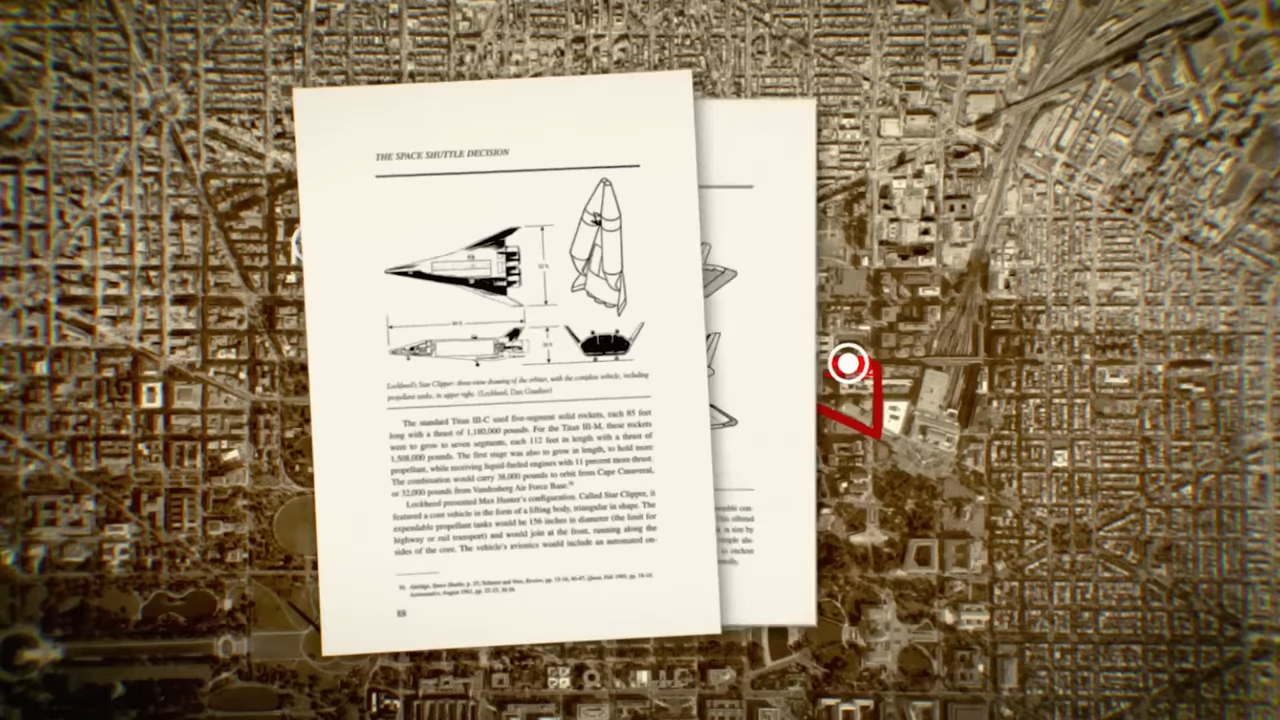 THE SPACE SHUTTLE DECISION
Lockheed's Star Clipper: three-view drawing of the orbiter, with the complete vehicle, including
propellant tanks, in upper right. (Lockheed; Dan Gauthier)
The standard Titan III-C used five-segment solid rockets, each 85 feet
long with a thrust of 1,180,000 pounds. For the Titan III-M, these rockets
were to grow to seven segments, each 112 feet in length with a thrust of
1,508,000 pounds. The first stage was also to grow in length, to hold more
propellant, while receiving liquid-fueled engines with 11 percent more thrust.
The combination would carry 38,000 pounds to orbit from Cape Canaveral,
or 32,000 pounds from Vandenberg Air Force Base.
Lockheed presented Max Hunter's configuration. Called Star Clipper, it
featured a core vehicle in the form of a lifting body, triangular in shape. The
expendable propellant tanks would be 156 inches in diameter (the limit for
highway or rail transport) and would join at the front, running along the
sides of the core. The vehicle's avionics would include an automated on-